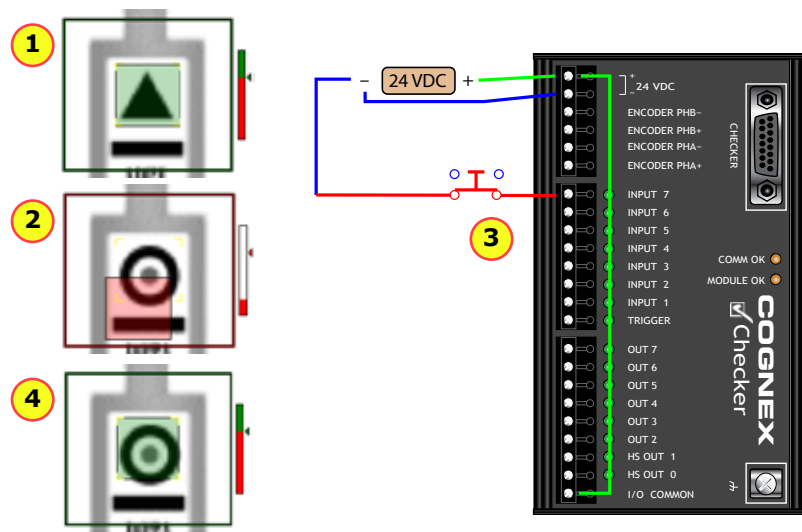 1
2
3
4
− 24 VDC +
+
−
24 VDC
ENCODER PHB−
ENCODER PHB+
ENCODER PHA−
ENCODER PHA+
INPUT 7
INPUT 6
INPUT 5
INPUT 4
INPUT 3
INPUT 2
INPUT 1
TRIGGER
OUT 7
OUT 6
OUT 5
OUT 4
OUT 3
OUT 2
HS OUT 1
HS OUT 0
I/O COMMON
CHECKER
COMM OK
MODULE OK
COGNEX
Checker